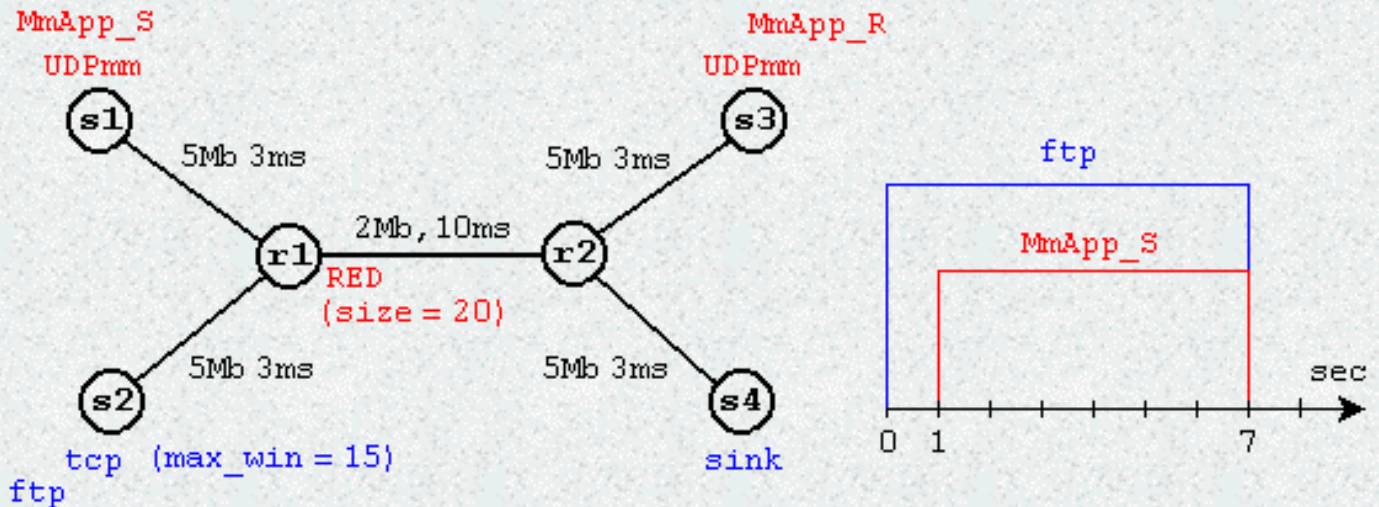 MmApp_S
UDPmm
s1
5Mb 3ms
MmApp_R
UDPmm
s3
5Mb 3ms
r1
2Mb, 10ms
r2
RED
(size = 20)
5Mb 3ms
s2
tcp (max_win = 15)
ftp
5Mb 3ms
s4
sink
ftp
MmApp_S
sec
0 1 7